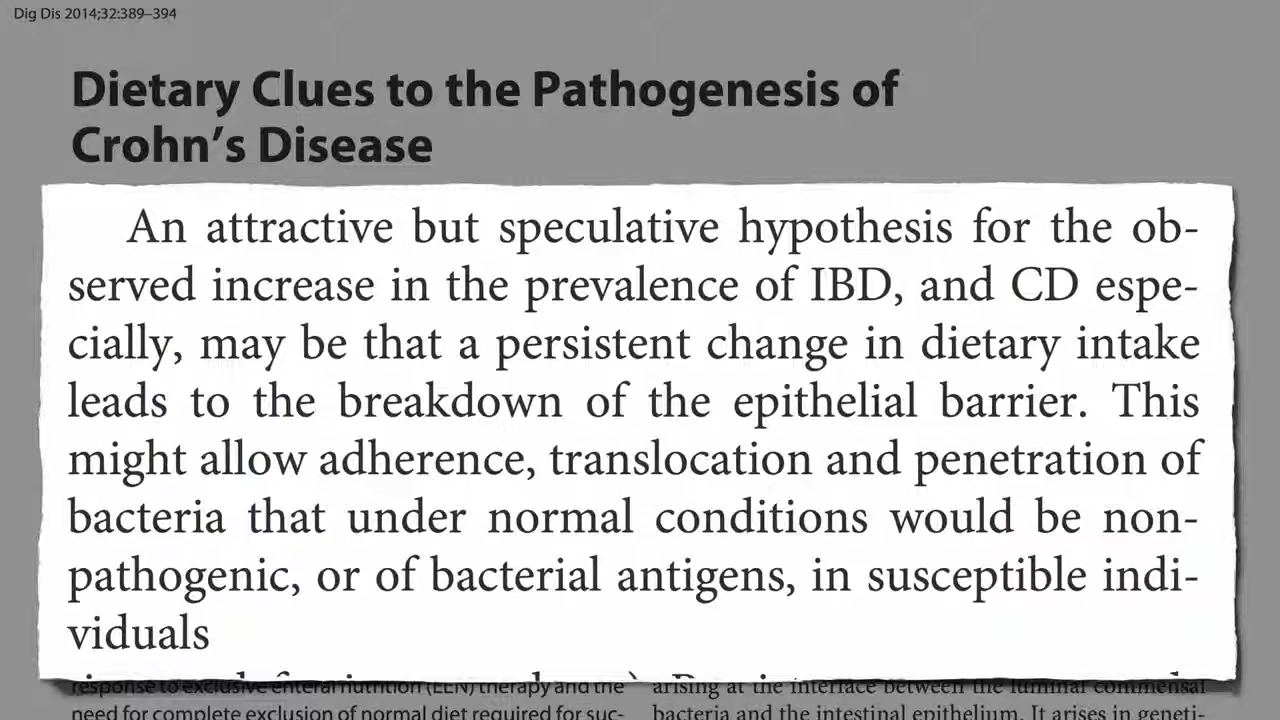 Dig Dis 2014;32:389–394
Dietary Clues to the Pathogenesis of
Crohn’s Disease
An attractive but speculative hypothesis for the ob-
served increase in the prevalence of IBD, and CD espe-
cially, may be that a persistent change in dietary intake
leads to the breakdown of the epithelial barrier. This
might allow adherence, translocation and penetration of
bacteria that under normal conditions would be non-
pathogenic, or of bacterial antigens, in susceptible indi-
viduals
response to exclusive enteral nutrition (EEN) therapy and the
need for complete exclusion of normal diet required for suc-
arising at the interface between the luminal commensal
bacteria and the intestinal epithelium. It arises in geneti-